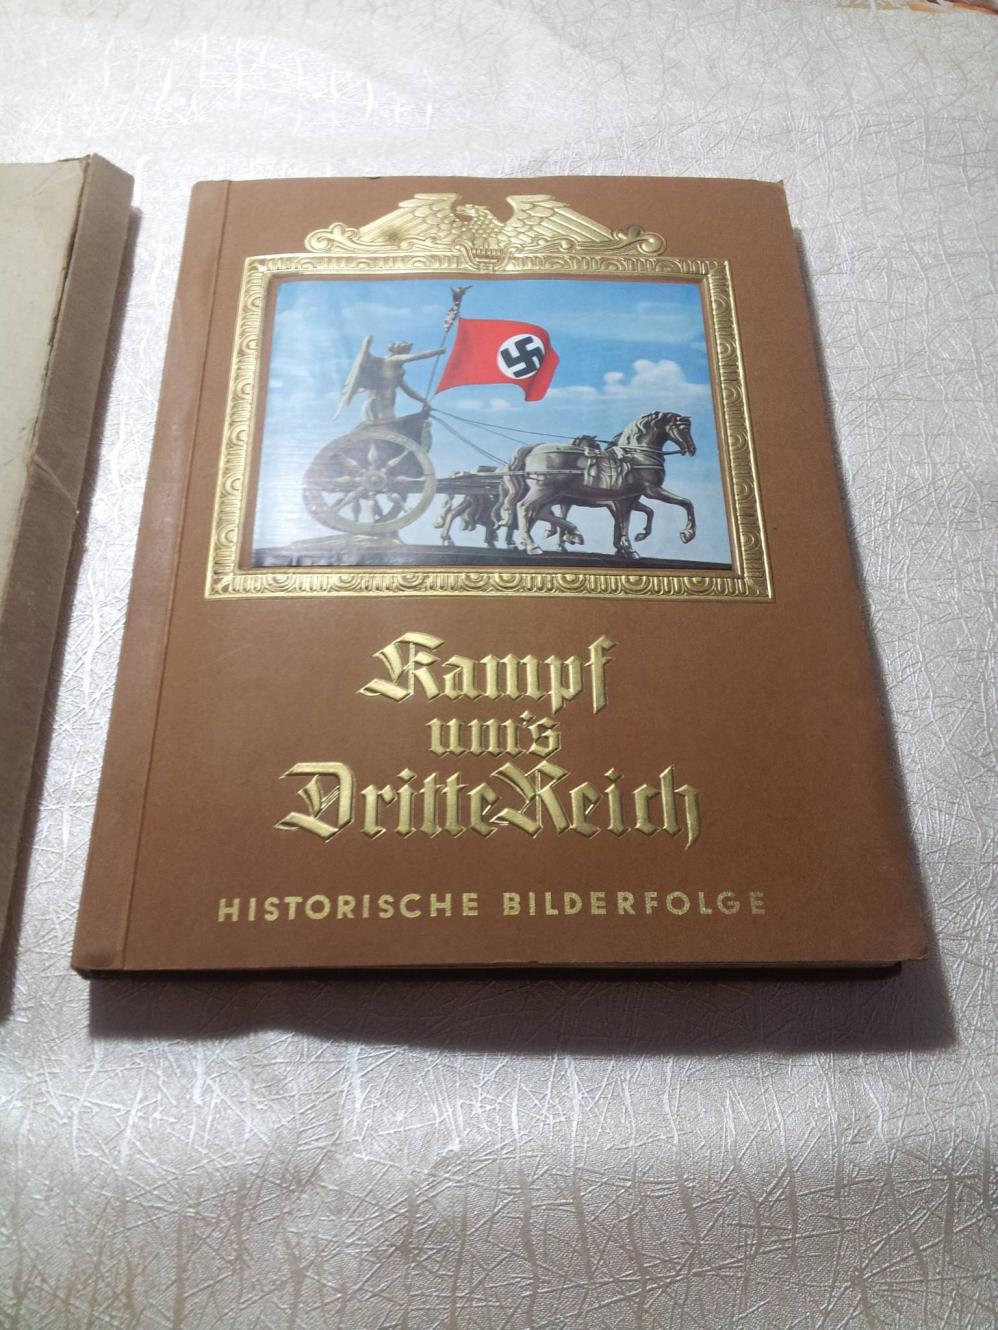 Kampf
um's
Dritte Reich
HISTORISCHE BILDERFOLGE